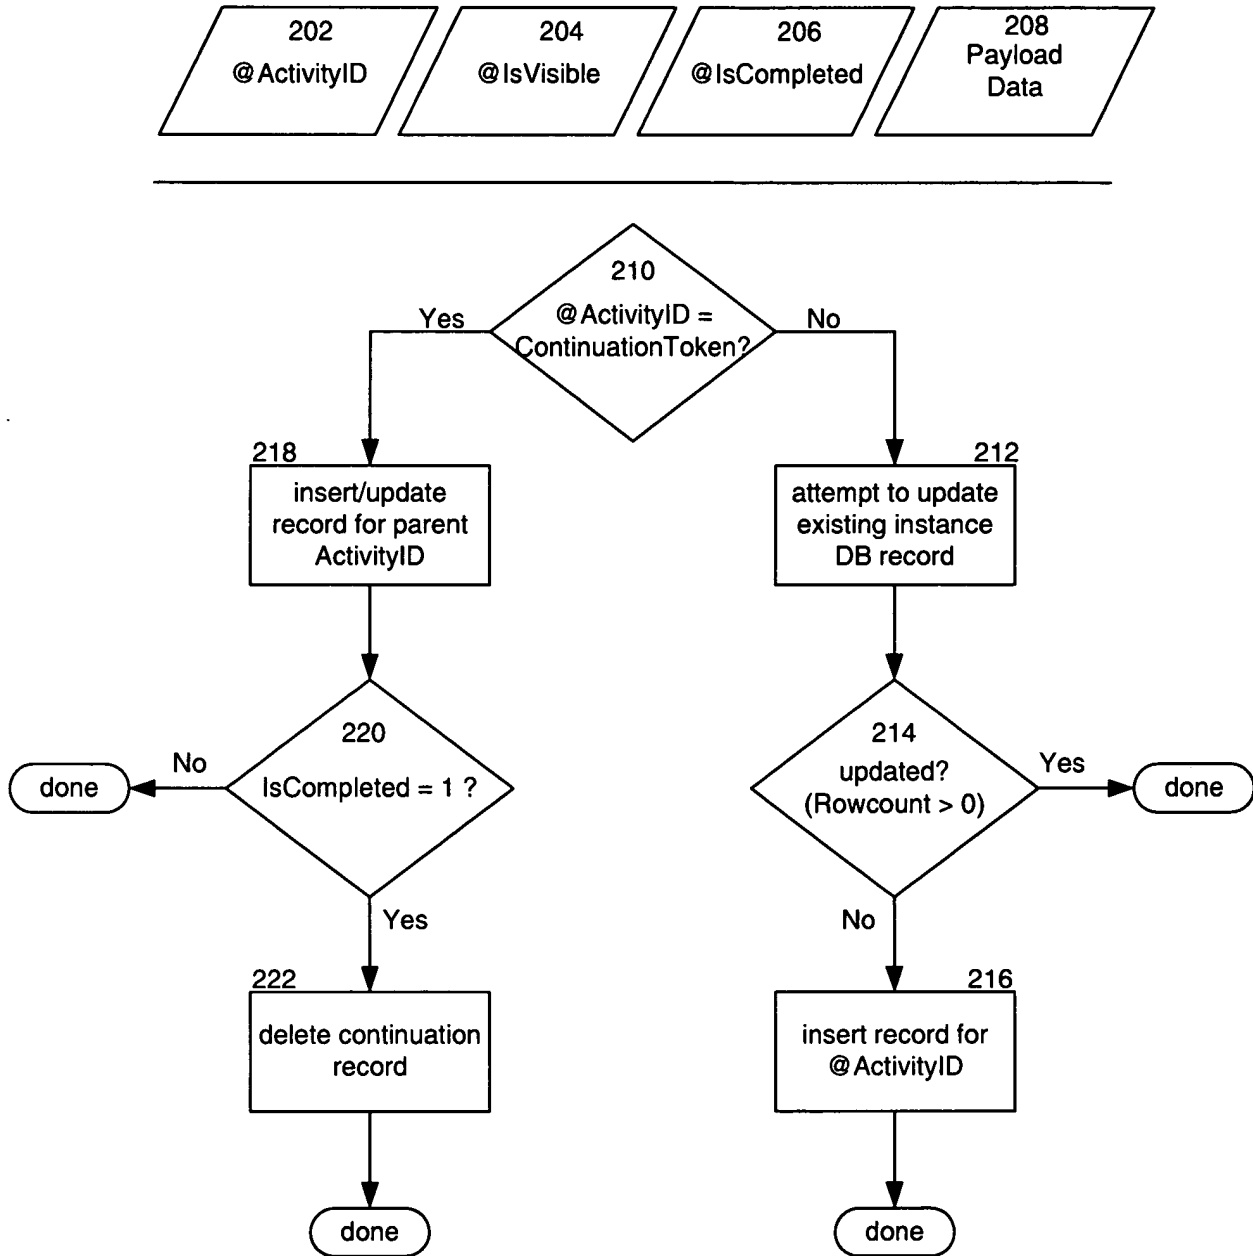 202
@ActivityID
204
@IsVisible
206
@IsCompleted
208
Payload
Data
210
@ActivityID =
ContinuationToken?
Yes
No
218
insert/update
record for parent
ActivityID
212
attempt to update
existing instance
DB record
220
IsCompleted = 1 ?
No
done
Yes
214
updated?
(Rowcount > 0)
Yes
done
No
222
delete continuation
record
216
insert record for
@ActivityID
done
done